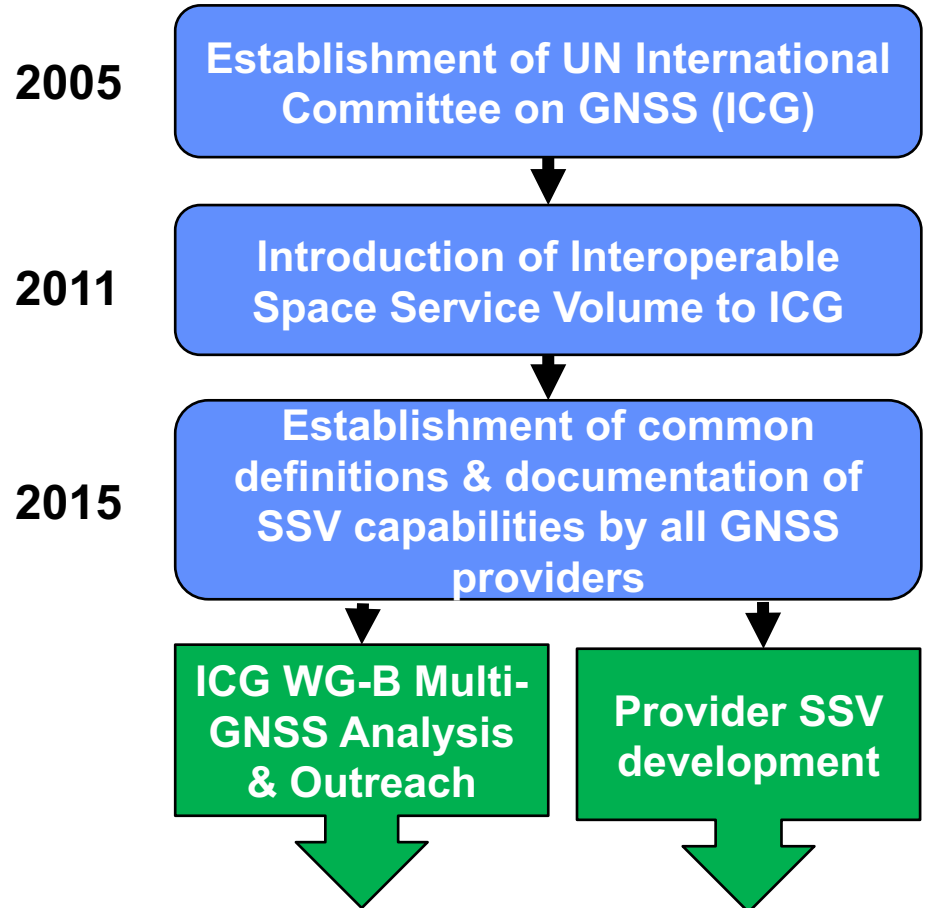 2005
Establishment of UN International
Committee on GNSS (ICG)
2011
Introduction of Interoperable
Space Service Volume to ICG
2015
Establishment of common
definitions & documentation of
SSV capabilities by all GNSS
providers
ICG WG-B Multi-
GNSS Analysis
& Outreach
Provider SSV
development